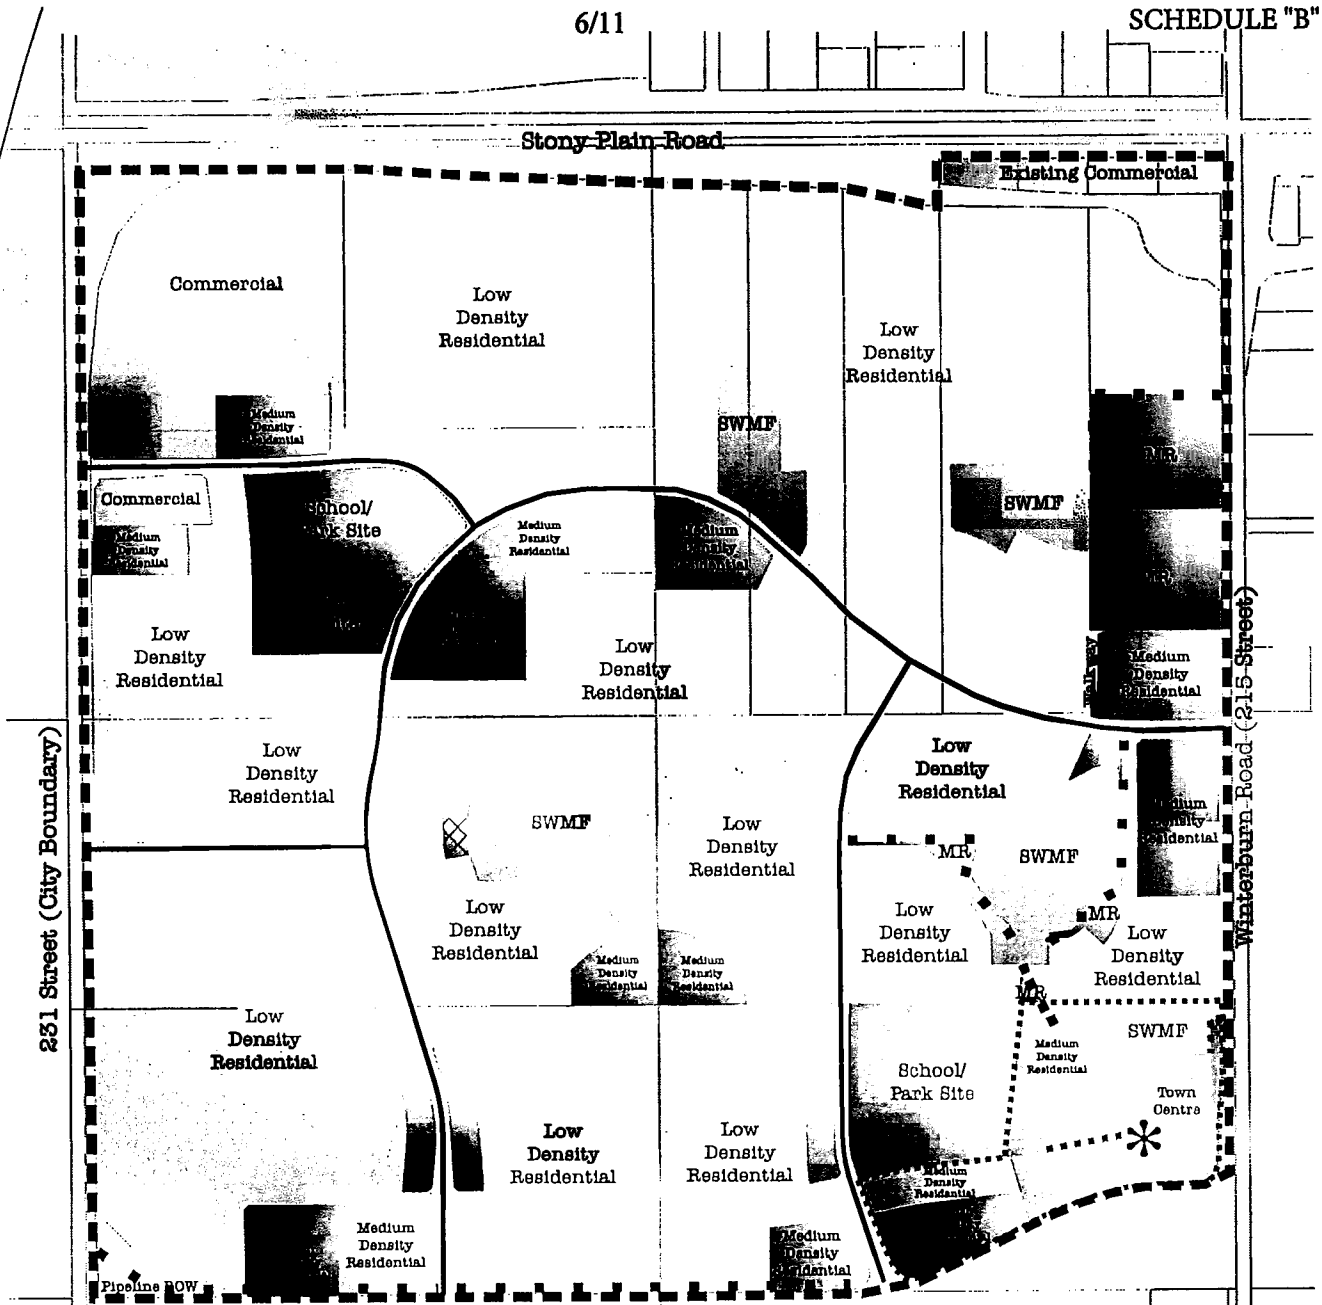 6/11
SCHEDULE "B"
Stony Plain Road
Existing Commercial
Commercial
Low
Density
Residential
Low
Density
Residential
Medium
Density
SWMF
MR
Commercial
School/
Site
SWMF
Medium
Density
Residential
Medium
Density
Medium
Density
MR
Low
Density
Residential
Low
Density
Residential
Medium
Density
Residential
Walkway
Winterburn Road (215 Street)
231 Street (City Boundary)
Low
Density
Residential
Low
Density
Residential
SWMF
Low
Density
Residential
MR
SWMF
Residential
Low
Density
Residential
Low
Density
Residential
MR
Low
Density
Residential
Medium
Density
Residential
Medium
Density
Residential
MR
SWMF
Low
Density
Residential
Medium
Density
Residential
School/
Park Site
Town
Centre
Low
Density
Residential
Low
Density
Residential
Medium
Density
Residential
Medium
Density
Residential
Medium
Density
Pipeline ROW